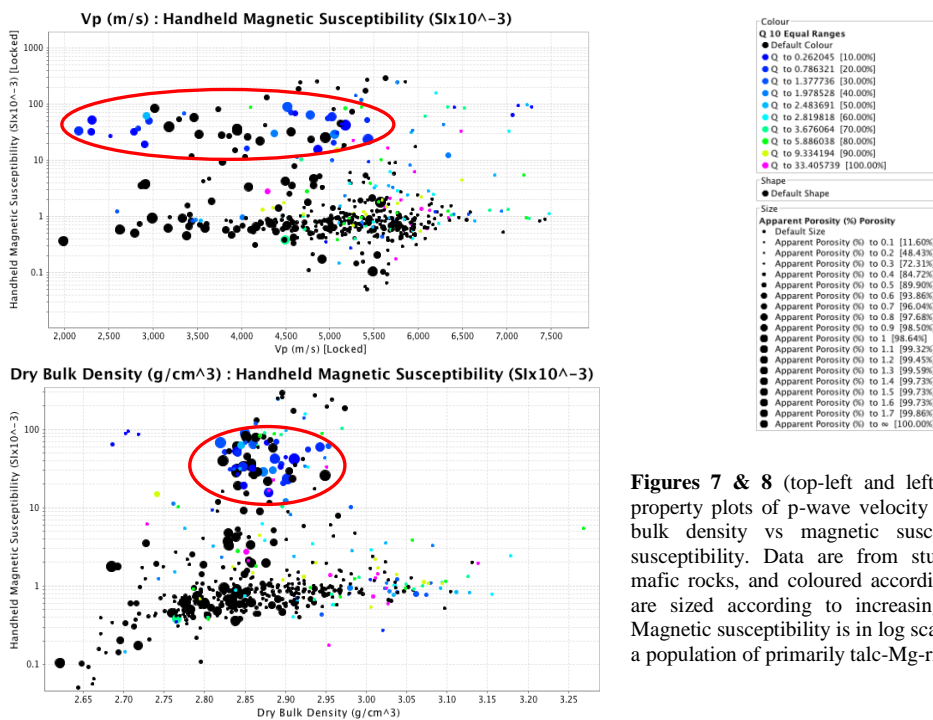 Vp (m/s) : Handheld Magnetic Susceptibility (SIx10^-3)
Handheld Magnetic Susceptibility (SIx10^-3) [Locked]
1000
100
10
1
0.1
2,000 2,500 3,000 3,500 4,000 4,500 5,000 5,500 6,000 6,500 7,000 7,500
Vp (m/s) [Locked]
Dry Bulk Density (g/cm^3) : Handheld Magnetic Susceptibility (SIx10^-3)
Handheld Magnetic Susceptibility (SIx10^-3)
100
10
1
0.1
2.65 2.70 2.75 2.80 2.85 2.90 2.95 3.00 3.05 3.10 3.15 3.20 3.25
Dry Bulk Density (g/cm^3)
Colour
Q 10 Equal Ranges
Default Colour
Q to 0.262045 [10.00%]
Q to 0.786321 [20.00%]
Q to 1.377736 [30.00%]
Q to 1.978528 [40.00%]
Q to 2.483691 [50.00%]
Q to 2.819818 [60.00%]
Q to 3.676064 [70.00%]
Q to 5.886038 [80.00%]
Q to 9.334194 [90.00%]
Q to 33.405739 [100.00%]
Shape
Default Shape
Size
Apparent Porosity (%) Porosity
Default Size
Apparent Porosity (%) to 0.1 [11.60%]
Apparent Porosity (%) to 0.2 [48.43%]
Apparent Porosity (%) to 0.3 [72.31%]
Apparent Porosity (%) to 0.4 [84.72%]
Apparent Porosity (%) to 0.5 [89.90%]
Apparent Porosity (%) to 0.6 [93.86%]
Apparent Porosity (%) to 0.7 [96.04%]
Apparent Porosity (%) to 0.8 [97.68%]
Apparent Porosity (%) to 0.9 [98.50%]
Apparent Porosity (%) to 1 [98.64%]
Apparent Porosity (%) to 1.1 [99.32%]
Apparent Porosity (%) to 1.2 [99.45%]
Apparent Porosity (%) to 1.3 [99.59%]
Apparent Porosity (%) to 1.4 [99.73%]
Apparent Porosity (%) to 1.5 [99.73%]
Apparent Porosity (%) to 1.6 [99.73%]
Apparent Porosity (%) to 1.7 [99.86%]
Apparent Porosity (%) to ∞ [100.00%]
Figures 7 & 8 (top-left and left
property plots of p-wave velocity
bulk density vs magnetic susc
susceptibility. Data are from stu
mafic rocks, and coloured accordi
are sized according to increasin
Magnetic susceptibility is in log sca
a population of primarily talc-Mg-r